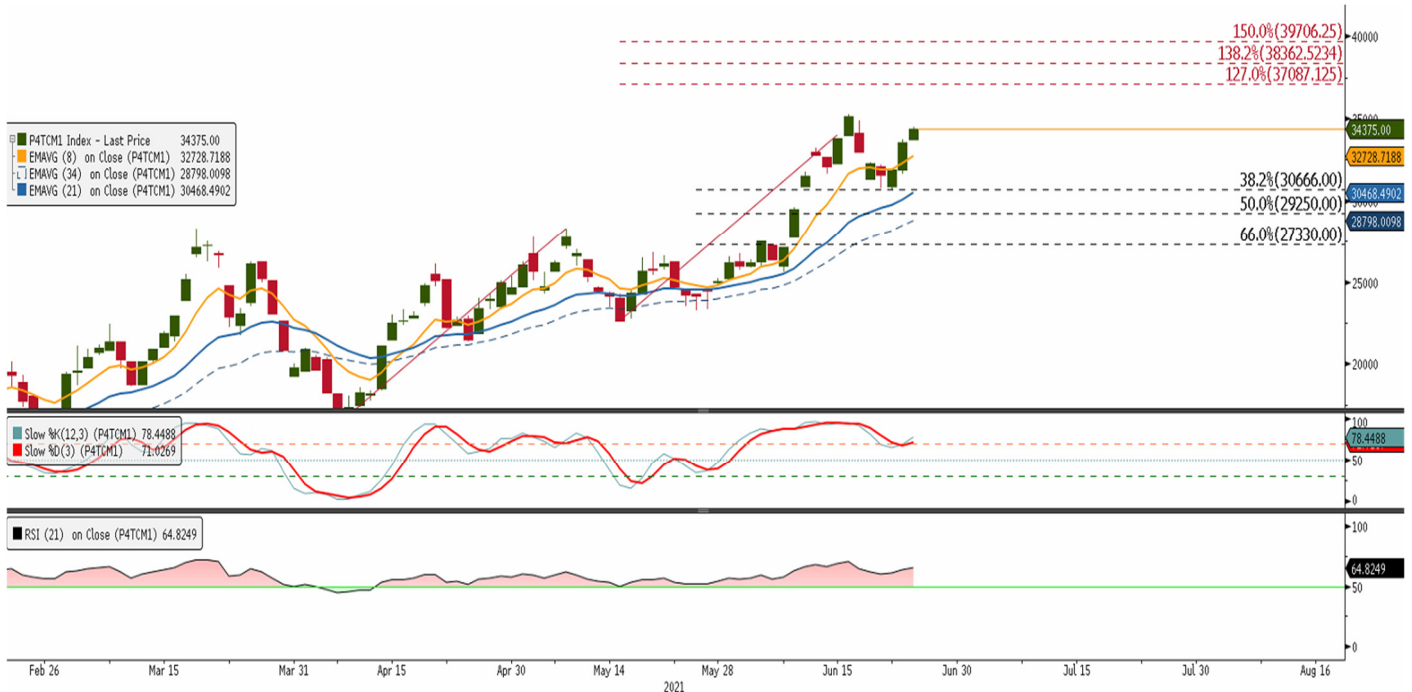 150.0%(39706.25)
138.2%(38362.5234)
127.0%(37087.125)
40000
35000
30000
25000
20000
P4TCM1 Index - Last Price 34375.00
EMAVG (8) on Close (P4TCM1) 32728.7188
EMAVG (34) on Close (P4TCM1) 28798.0098
EMAVG (21) on Close (P4TCM1) 30468.4902
34375.00
32728.7188
30468.4902
28798.0098
38.2%(30666.00)
50.0%(29250.00)
66.0%(27330.00)
Slow %K(12,3) (P4TCM1) 78.4488
Slow %D(3) (P4TCM1) 71.0269
100
78.4488
50
0
RSI (21) on Close (P4TCM1) 64.8249
100
64.8249
50
0
Feb 26
Mar 15
Mar 31
Apr 15
Apr 30
May 14
May 28
Jun 15
Jun 30
Jul 15
Jul 30
Aug 16
2021